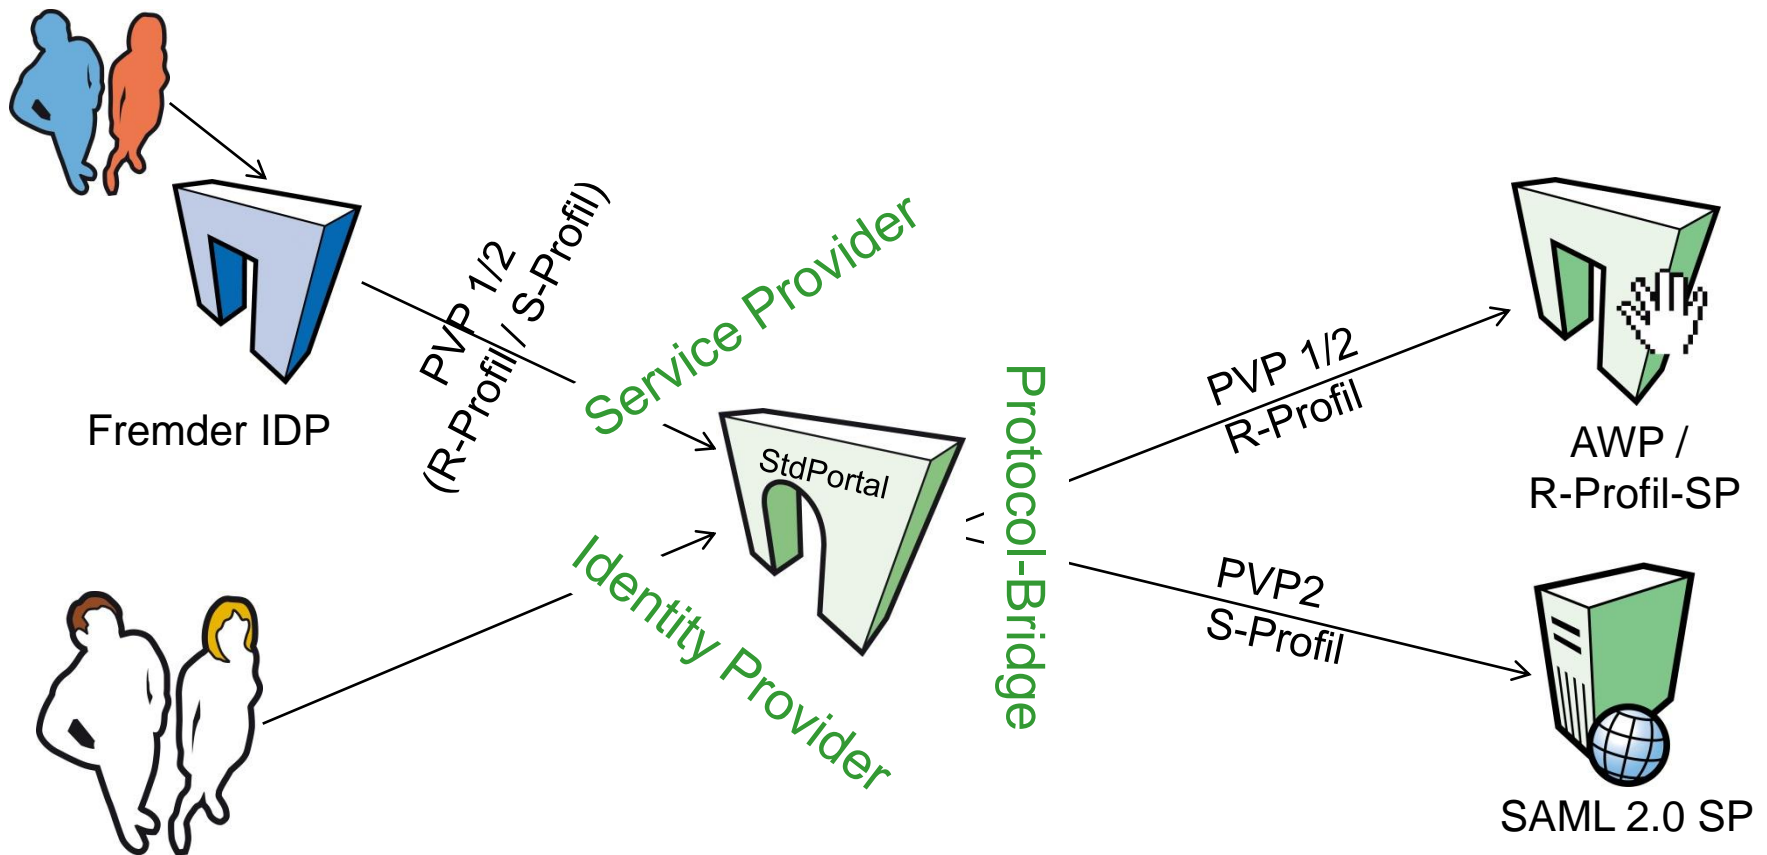 Fremder IDP
PVP 1/2
(R-Profil / S-Profil)
Service Provider
Identity Provider
StdPortal
Protocol-Bridge
PVP 1/2
R-Profil
PVP2
S-Profil
AWP /
R-Profil-SP
SAML 2.0 SP